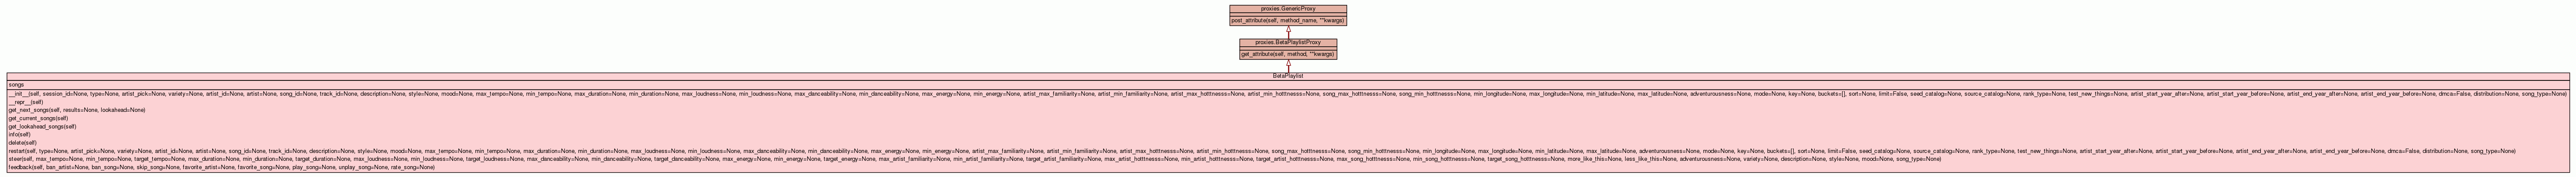 proxies.GenericProxy
post_attribute(self, method_name, **kwargs)
proxies.BetaPlaylistProxy
get_attribute(self, method, **kwargs)
BetaPlaylist
songs
__init__(self, session_id=None, type=None, artist_pick=None, variety=None, artist_id=None, artist=None, song_id=None, track_id=None, description=None, style=None, mood=None, max_tempo=None, min_tempo=None, max_duration=None, min_duration=None, max_loudness=None, min_loudness=None, max_danceability=None, min_danceability=None, max_energy=None, min_energy=None, artist_max_familiarity=None, artist_min_familiarity=None, artist_max_hotttnesss=None, artist_min_hotttnesss=None, song_max_hotttnesss=None, song_min_hotttnesss=None, min_longitude=None, max_longitude=None, min_latitude=None, max_latitude=None, adventurousness=None, mode=None, key=None, buckets=[], sort=None, limit=False, seed_catalog=None, source_catalog=None, rank_type=None, test_new_things=None, artist_start_year_after=None, artist_start_year_before=None, artist_end_year_after=None, artist_end_year_before=None, dmca=False, distribution=None, song_type=None)
__repr__(self)
get_next_songs(self, results=None, lookahead=None)
get_current_songs(self)
get_lookahead_songs(self)
info(self)
delete(self)
restart(self, type=None, artist_pick=None, variety=None, artist_id=None, artist=None, song_id=None, track_id=None, description=None, style=None, mood=None, max_tempo=None, min_tempo=None, max_duration=None, min_duration=None, max_loudness=None, min_loudness=None, max_danceability=None, min_danceability=None, max_energy=None, min_energy=None, artist_max_familiarity=None, artist_min_familiarity=None, artist_max_hotttnesss=None, artist_min_hotttnesss=None, song_max_hotttnesss=None, song_min_hotttnesss=None, min_longitude=None, max_longitude=None, min_latitude=None, max_latitude=None, adventurousness=None, mode=None, key=None, buckets=[], sort=None, limit=False, seed_catalog=None, source_catalog=None, rank_type=None, test_new_things=None, artist_start_year_after=None, artist_start_year_before=None, artist_end_year_after=None, artist_end_year_before=None, dmca=False, distribution=None, song_type=None)
steer(self, max_tempo=None, min_tempo=None, target_tempo=None, max_duration=None, min_duration=None, target_duration=None, max_loudness=None, min_loudness=None, target_loudness=None, max_danceability=None, min_danceability=None, target_danceability=None, max_energy=None, min_energy=None, target_energy=None, max_artist_familiarity=None, min_artist_familiarity=None, target_artist_familiarity=None, max_artist_hotttnesss=None, min_artist_hotttnesss=None, target_artist_hotttnesss=None, max_song_hotttnesss=None, min_song_hotttnesss=None, target_song_hotttnesss=None, more_like_this=None, less_like_this=None, adventurousness=None, variety=None, description=None, style=None, mood=None, song_type=None)
feedback(self, ban_artist=None, ban_song=None, skip_song=None, favorite_artist=None, favorite_song=None, play_song=None, unplay_song=None, rate_song=None)